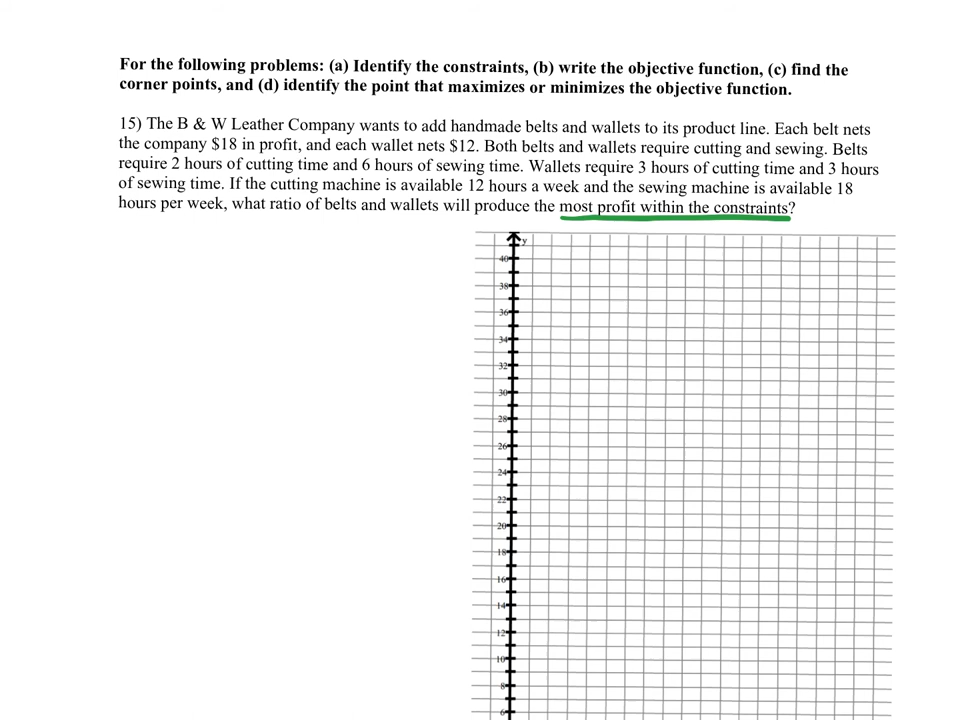 For the following problems: (a) Identify the constraints, (b) write the objective function, (c) find the
corner points, and (d) identify the point that maximizes or minimizes the objective function.
15) The B & W Leather Company wants to add handmade belts and wallets to its product line. Each belt nets
the company $18 in profit, and each wallet nets $12. Both belts and wallets require cutting and sewing. Belts
require 2 hours of cutting time and 6 hours of sewing time. Wallets require 3 hours of cutting time and 3 hours
of sewing time. If the cutting machine is available 12 hours a week and the sewing machine is available 18
hours per week, what ratio of belts and wallets will produce the most profit within the constraints?
y
40
38
36
34
32
30
28
26
24
22
20
18
16
14
12
10
8
6